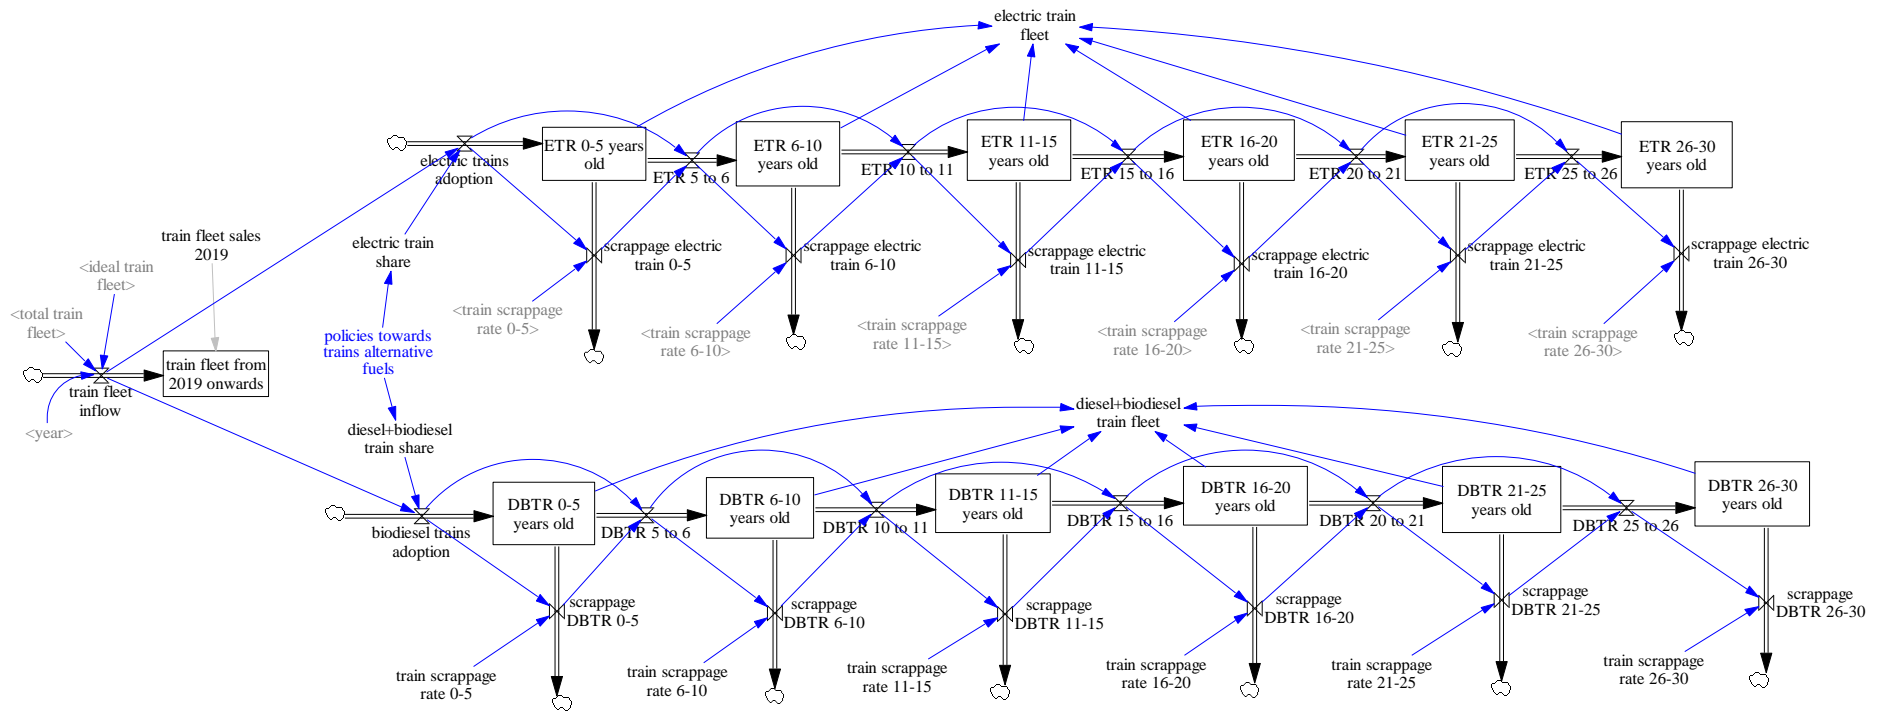 electric train
fleet
ETR 0-5 years
old
ETR 6-10
years old
ETR 11-15
years old
ETR 16-20
years old
ETR 21-25
years old
ETR 26-30
years old
electric trains
adoption
ETR 5 to 6
ETR 10 to 11
ETR 15 to 16
ETR 20 to 21
ETR 25 to 26
train fleet sales
2019
electric train
share
scrappage electric
train 0-5
scrappage electric
train 6-10
scrappage electric
train 11-15
scrappage electric
train 16-20
scrappage electric
train 21-25
scrappage electric
train 26-30
<ideal train
fleet>
<total train
fleet>
<train scrappage
rate 0-5>
<train scrappage
rate 6-10>
<train scrappage
rate 11-15>
<train scrappage
rate 16-20>
<train scrappage
rate 21-25>
<train scrappage
rate 26-30>
policies towards
trains alternative
fuels
train fleet from
2019 onwards
train fleet
inflow
<year>
diesel+biodiesel
train share
diesel+biodiesel
train fleet
DBTR 0-5
years old
DBTR 6-10
years old
DBTR 11-15
years old
DBTR 16-20
years old
DBTR 21-25
years old
DBTR 26-30
years old
biodiesel trains
adoption
DBTR 5 to 6
DBTR 10 to 11
DBTR 15 to 16
DBTR 20 to 21
DBTR 25 to 26
scrappage
DBTR 0-5
scrappage
DBTR 6-10
scrappage
DBTR 11-15
scrappage
DBTR 16-20
scrappage
DBTR 21-25
scrappage
DBTR 26-30
train scrappage
rate 0-5
train scrappage
rate 6-10
train scrappage
rate 11-15
train scrappage
rate 16-20
train scrappage
rate 21-25
train scrappage
rate 26-30